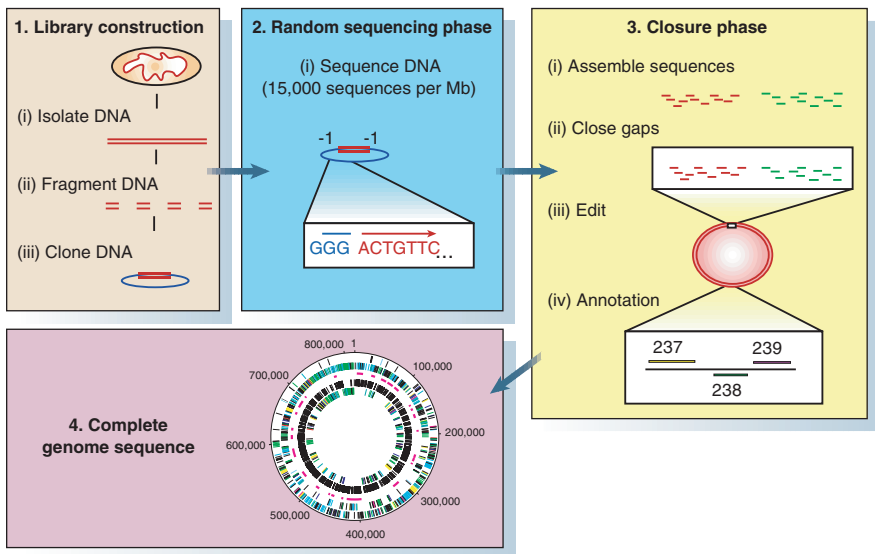 1. Library construction
(i) Isolate DNA
(ii) Fragment DNA
(iii) Clone DNA
2. Random sequencing phase
(i) Sequence DNA
(15,000 sequences per Mb)
-1 -1
GGG ACTGTTC...
3. Closure phase
(i) Assemble sequences
(ii) Close gaps
(iii) Edit
(iv) Annotation
237 239
238
4. Complete
genome sequence
800,000 1
100,000
700,000
200,000
600,000
300,000
500,000
400,000